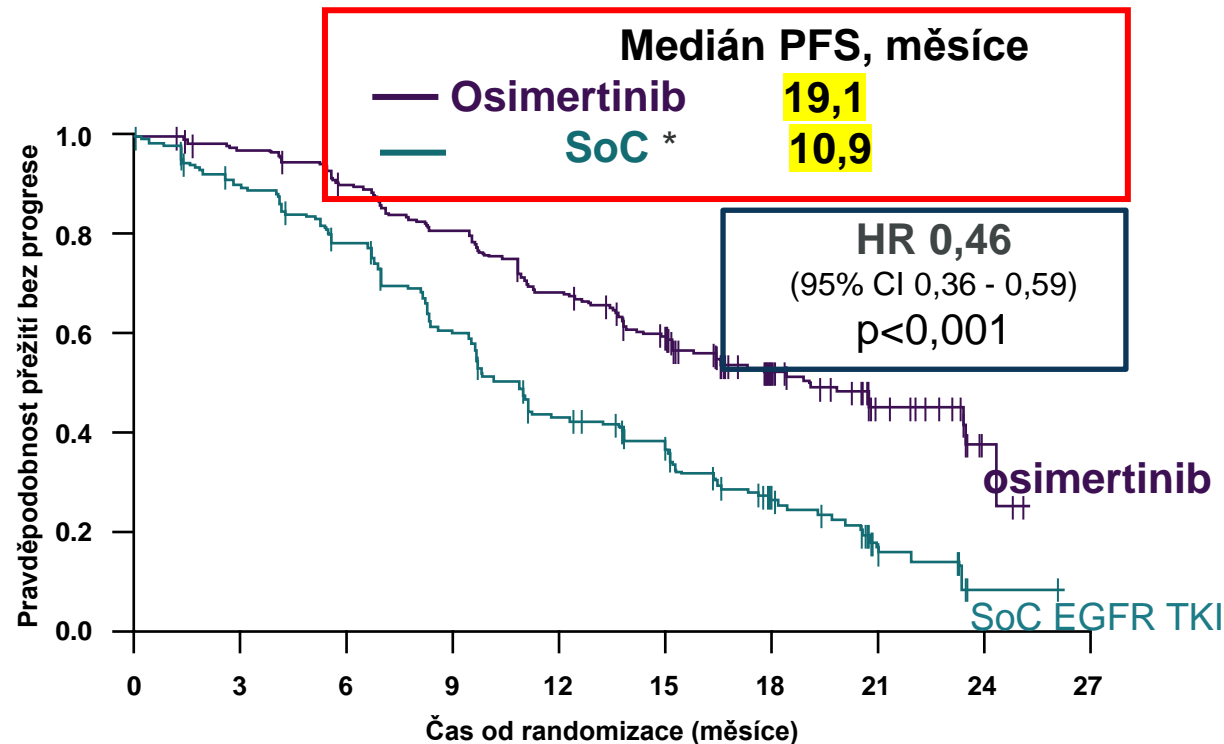 Medián PFS, měsíce
Osimertinib 19,1
SoC * 10,9
HR 0,46
(95% CI 0,36 - 0,59)
p<0,001
Pravděpodobnost přežití bez progrese
1.0
0.8
0.6
0.4
0.2
0.0
osimertinib
SoC EGFR TKI
0 3 6 9 12 15 18 21 24 27
Čas od randomizace (měsíce)